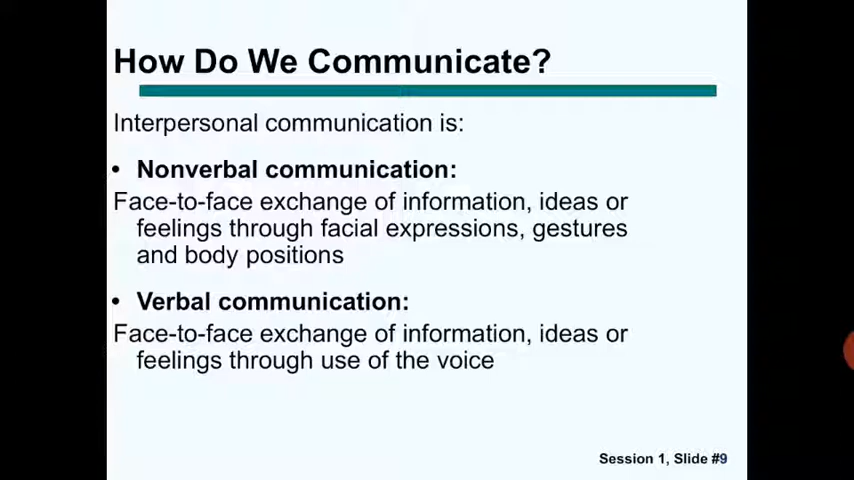 How Do We Communicate?
Interpersonal communication is:
• Nonverbal communication:
Face-to-face exchange of information, ideas or
feelings through facial expressions, gestures
and body positions
• Verbal communication:
Face-to-face exchange of information, ideas or
feelings through use of the voice
Session 1, Slide #9